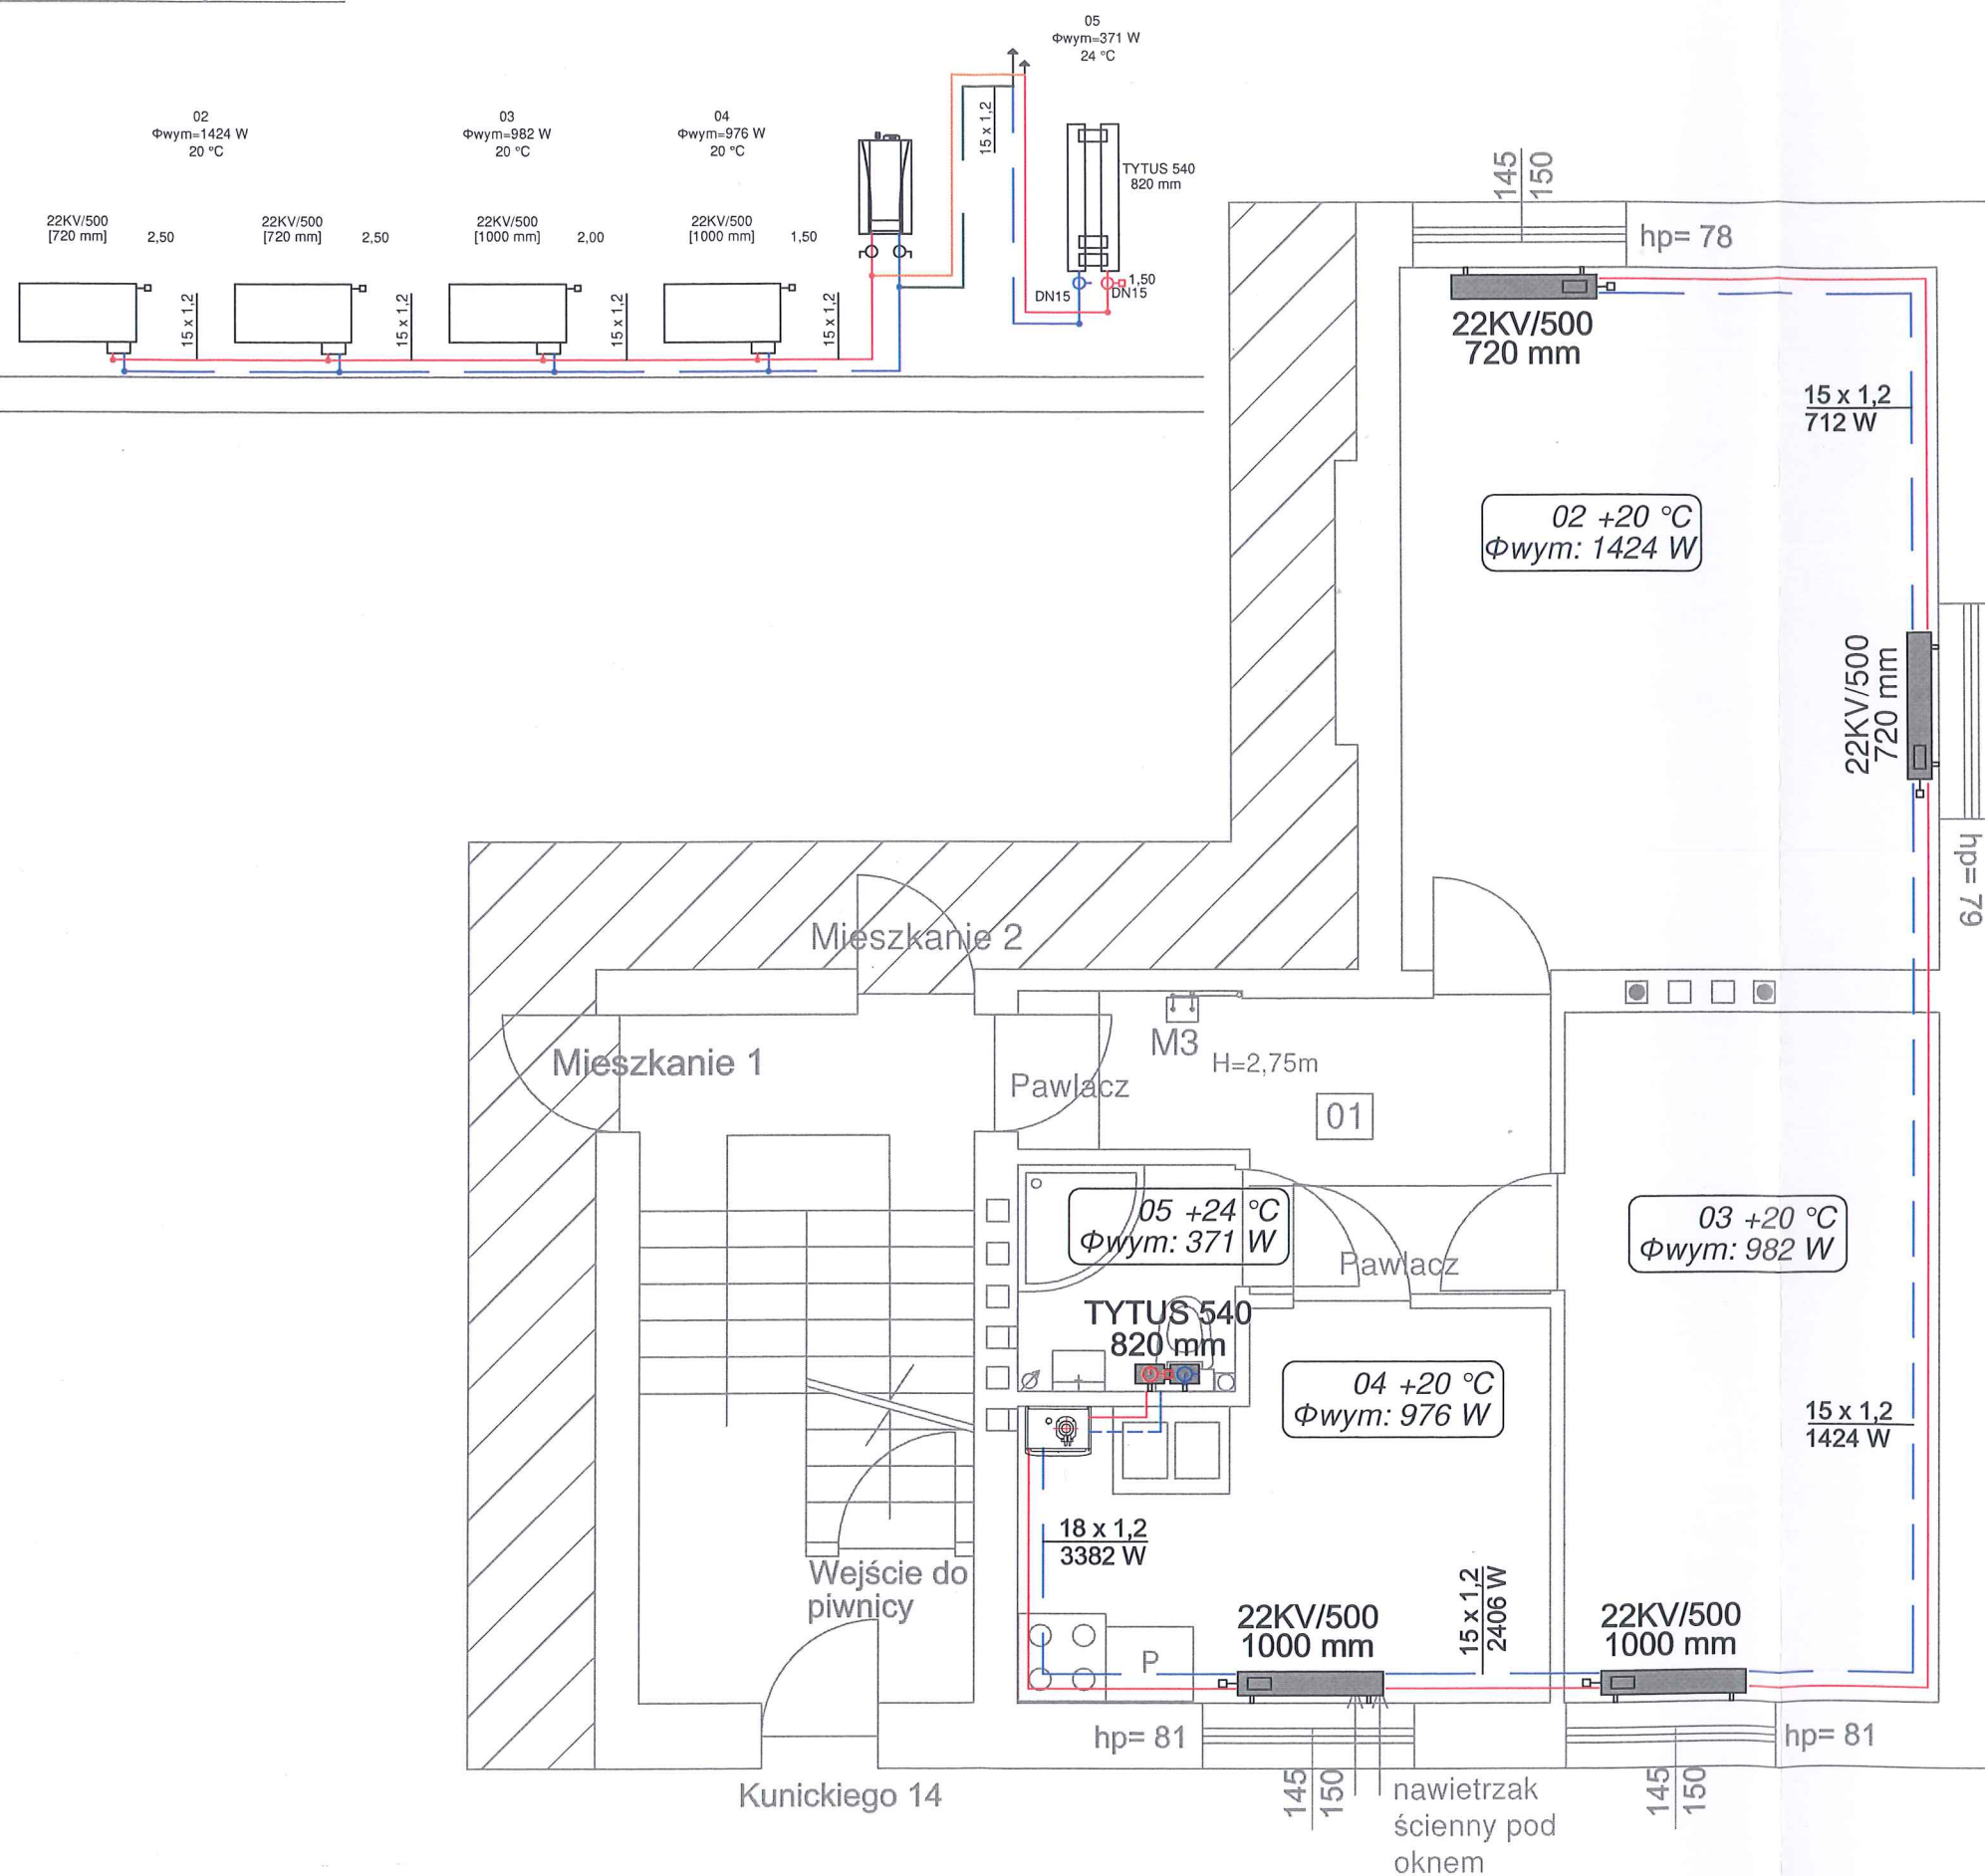 05
Φwym=371 W
24 °C
02
Φwym=1424 W
20 °C
03
Φwym=982 W
20 °C
04
Φwym=976 W
20 °C
15 x 1,2
TYTUS 540
820 mm
22KV/500
[720 mm]
2,50
22KV/500
[720 mm]
2,50
22KV/500
[1000 mm]
2,00
22KV/500
[1000 mm]
1,50
1,50
DN15
DN15
15 x 1,2
15 x 1,2
15 x 1,2
15 x 1,2
145
150
hp= 78
22KV/500
720 mm
15 x 1,2
712 W
02 +20 °C
Φwym: 1424 W
22KV/500
720 mm
hp= 79
Mieszkanie 2
Mieszkanie 1
M3
H=2,75m
Pawlacz
01
05 +24 °C
Φwym: 371 W
Pawlacz
03 +20 °C
Φwym: 982 W
TYTUS 540
820 mm
04 +20 °C
Φwym: 976 W
15 x 1,2
1424 W
18 x 1,2
3382 W
Wejście do
piwnicy
15 x 1,2
2406 W
22KV/500
1000 mm
22KV/500
1000 mm
P
hp= 81
hp= 81
145
150
145
150
Kunickiego 14
nawietrzak
ścienny pod
oknem